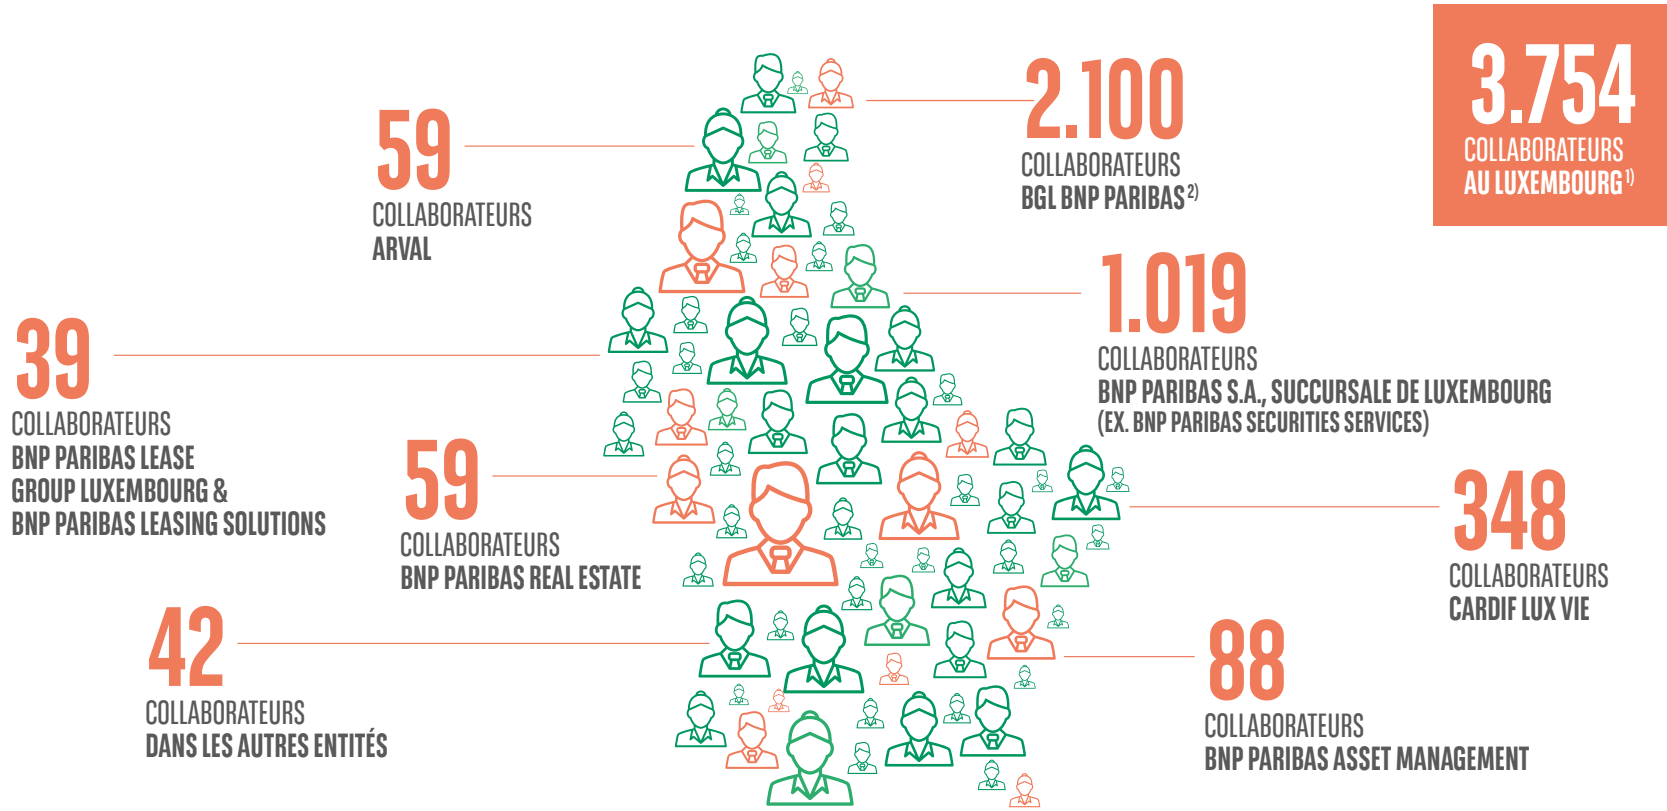 3.754
COLLABORATEURS
AU LUXEMBOURG 1)
2.100
COLLABORATEURS
BGL BNP PARIBAS 2)
59
COLLABORATEURS
ARVAL
1.019
COLLABORATEURS
BNP PARIBAS S.A., SUCCURSALE DE LUXEMBOURG
(EX. BNP PARIBAS SECURITIES SERVICES)
39
COLLABORATEURS
BNP PARIBAS LEASE
GROUP LUXEMBOURG &
BNP PARIBAS LEASING SOLUTIONS
59
COLLABORATEURS
BNP PARIBAS REAL ESTATE
348
COLLABORATEURS
CARDIF LUX VIE
42
COLLABORATEURS
DANS LES AUTRES ENTITÉS
88
COLLABORATEURS
BNP PARIBAS ASSET MANAGEMENT